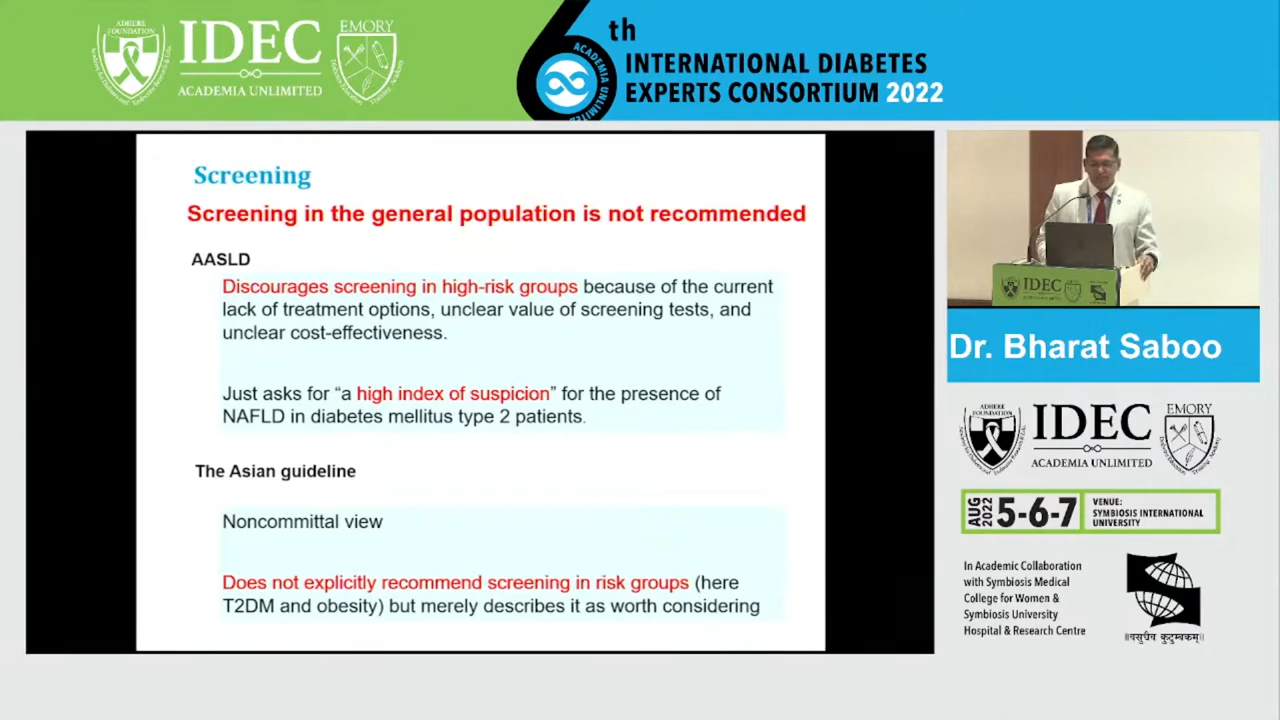 ADHERE
FOUNDATION
IDEC
ACADEMIA UNLIMITED
EMORY
6th
ACADEMIA UNLIMITED
INTERNATIONAL DIABETES
EXPERTS CONSORTIUM 2022
Screening
Screening in the general population is not recommended
AASLD
Discourages screening in high-risk groups because of the current
lack of treatment options, unclear value of screening tests, and
unclear cost-effectiveness.
Just asks for “a high index of suspicion” for the presence of
NAFLD in diabetes mellitus type 2 patients.
The Asian guideline
Noncommittal view
Does not explicitly recommend screening in risk groups (here
T2DM and obesity) but merely describes it as worth considering
IDEC
Dr. Bharat Saboo
ADHERE
FOUNDATION
IDEC
ACADEMIA UNLIMITED
EMORY
AUG
2022
5-6-7
VENUE:
SYMBIOSIS INTERNATIONAL
UNIVERSITY
In Academic Collaboration
with Symbiosis Medical
College for Women &
Symbiosis University
Hospital & Research Centre
॥वसुधैव कुटुम्बकम्॥